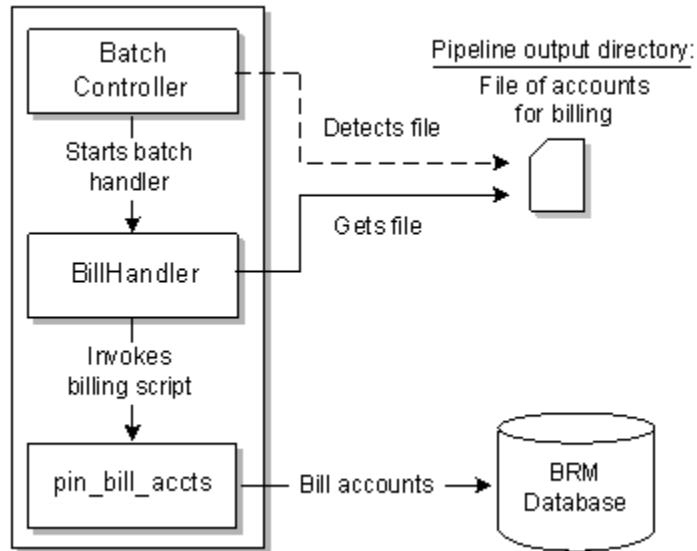 Batch
Controller
Pipeline output directory:
File of accounts
for billing
Detects file
Starts batch
handler
Gets file
BillHandler
Invokes
billing script
pin_bill_accts
Bill accounts
BRM
Database